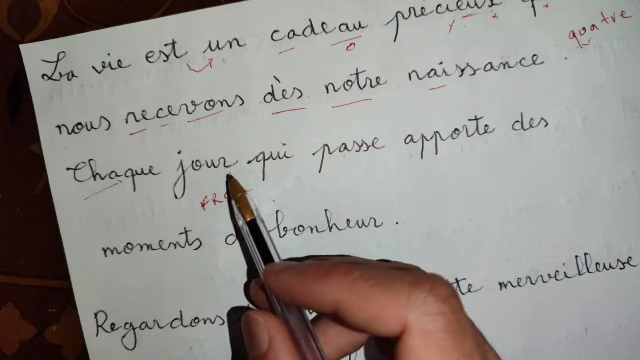 La vie est un cadeau précieux
quatre
nous recevons dès notre naissance.
Chaque jour qui passe apporte des
moments bonheur.
Regardons merveilleuse